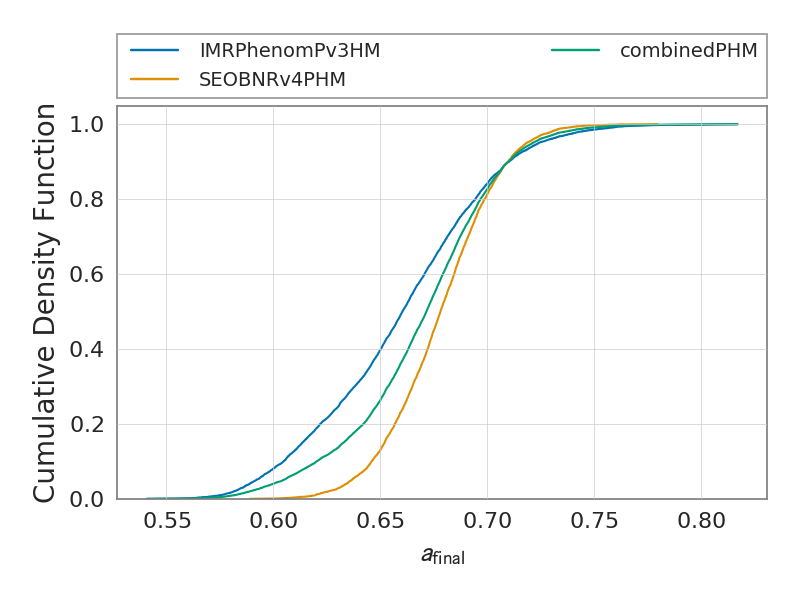 IMRPhenomPv3HM
SEOBNRv4PHM
combinedPHM
Cumulative Density Function
1.0
0.8
0.6
0.4
0.2
0.0
0.55 0.60 0.65 0.70 0.75 0.80
a_final